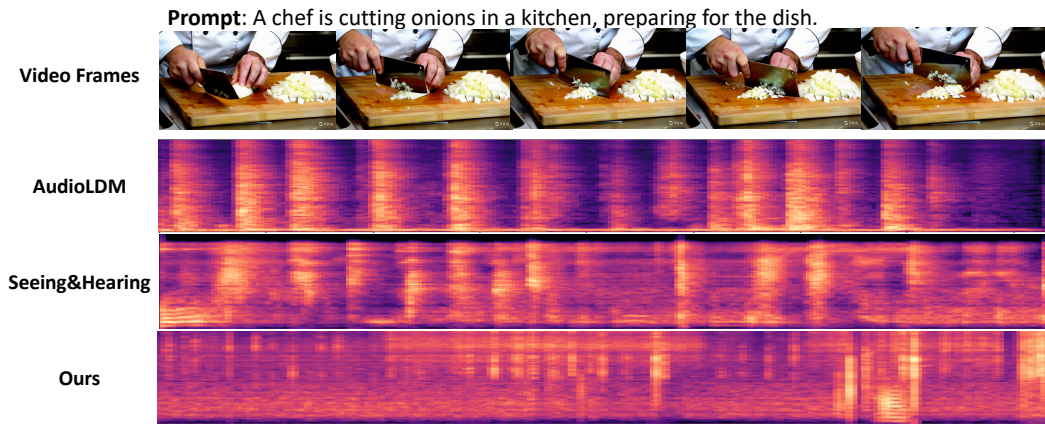 Prompt: A chef is cutting onions in a kitchen, preparing for the dish.
Video Frames
AudioLDM
Seeing&Hearing
Ours